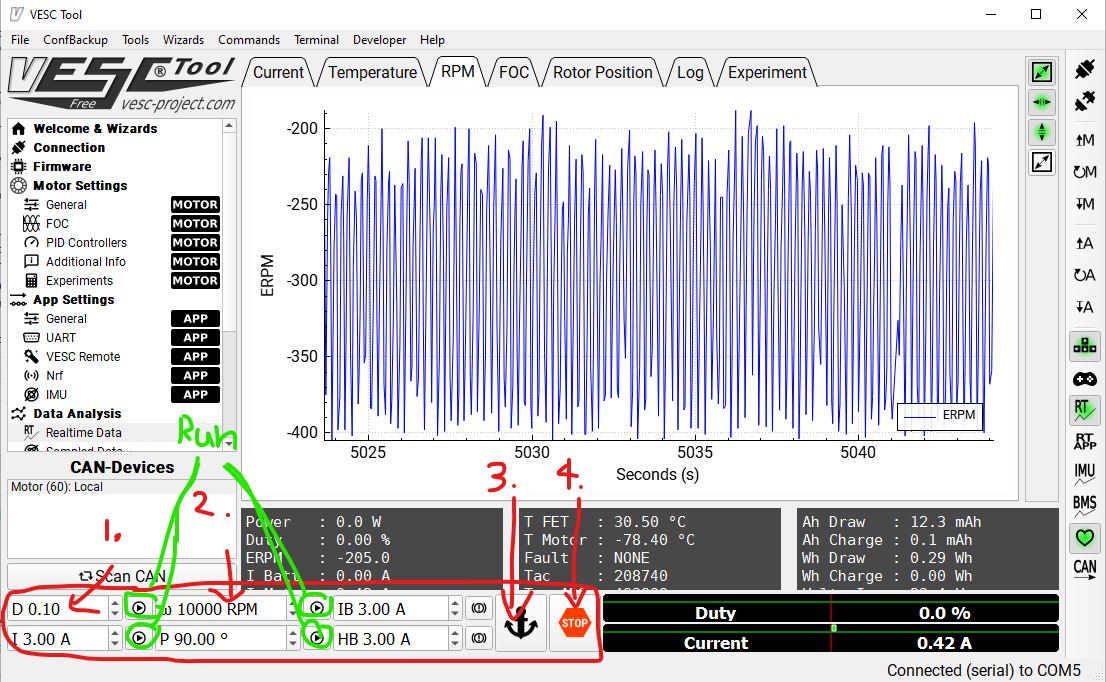 VESC Tool
File ConfBackup Tools Wizards Commands Terminal Developer Help
VESC ® Tool
Free vesc-project.com
Current Temperature RPM FOC Rotor Position Log Experiment
Welcome & Wizards
Connection
Firmware
Motor Settings
General MOTOR
FOC MOTOR
PID Controllers MOTOR
Additional Info MOTOR
Experiments MOTOR
App Settings
General APP
UART APP
VESC Remote APP
Nrf APP
IMU APP
Data Analysis
RT Realtime Data
Sampled Data
Run
CAN-Devices
Motor (60): Local
1.
2.
3.
4.
Scan CAN
-200
-250
-300
-350
-400
ERPM
5025 5030 5035 5040
Seconds (s)
ERPM
Power : 0.0 W
Duty : 0.00 %
ERPM : -205.0
I Batt : 0.00 A
T FET : 30.50 °C
T Motor : -78.40 °C
Fault : NONE
Tac : 208740
Ah Draw : 12.3 mAh
Ah Charge : 0.1 mAh
Wh Draw : 0.29 Wh
Wh Charge : 0.00 Wh
D 0.10 ω 10000 RPM IB 3.00 A
I 3.00 A P 90.00 ° HB 3.00 A
STOP
Duty 0.0 %
Current 0.42 A
M
M
M
A
A
A
RT
RT
APP
IMU
BMS
CAN
Connected (serial) to COM5